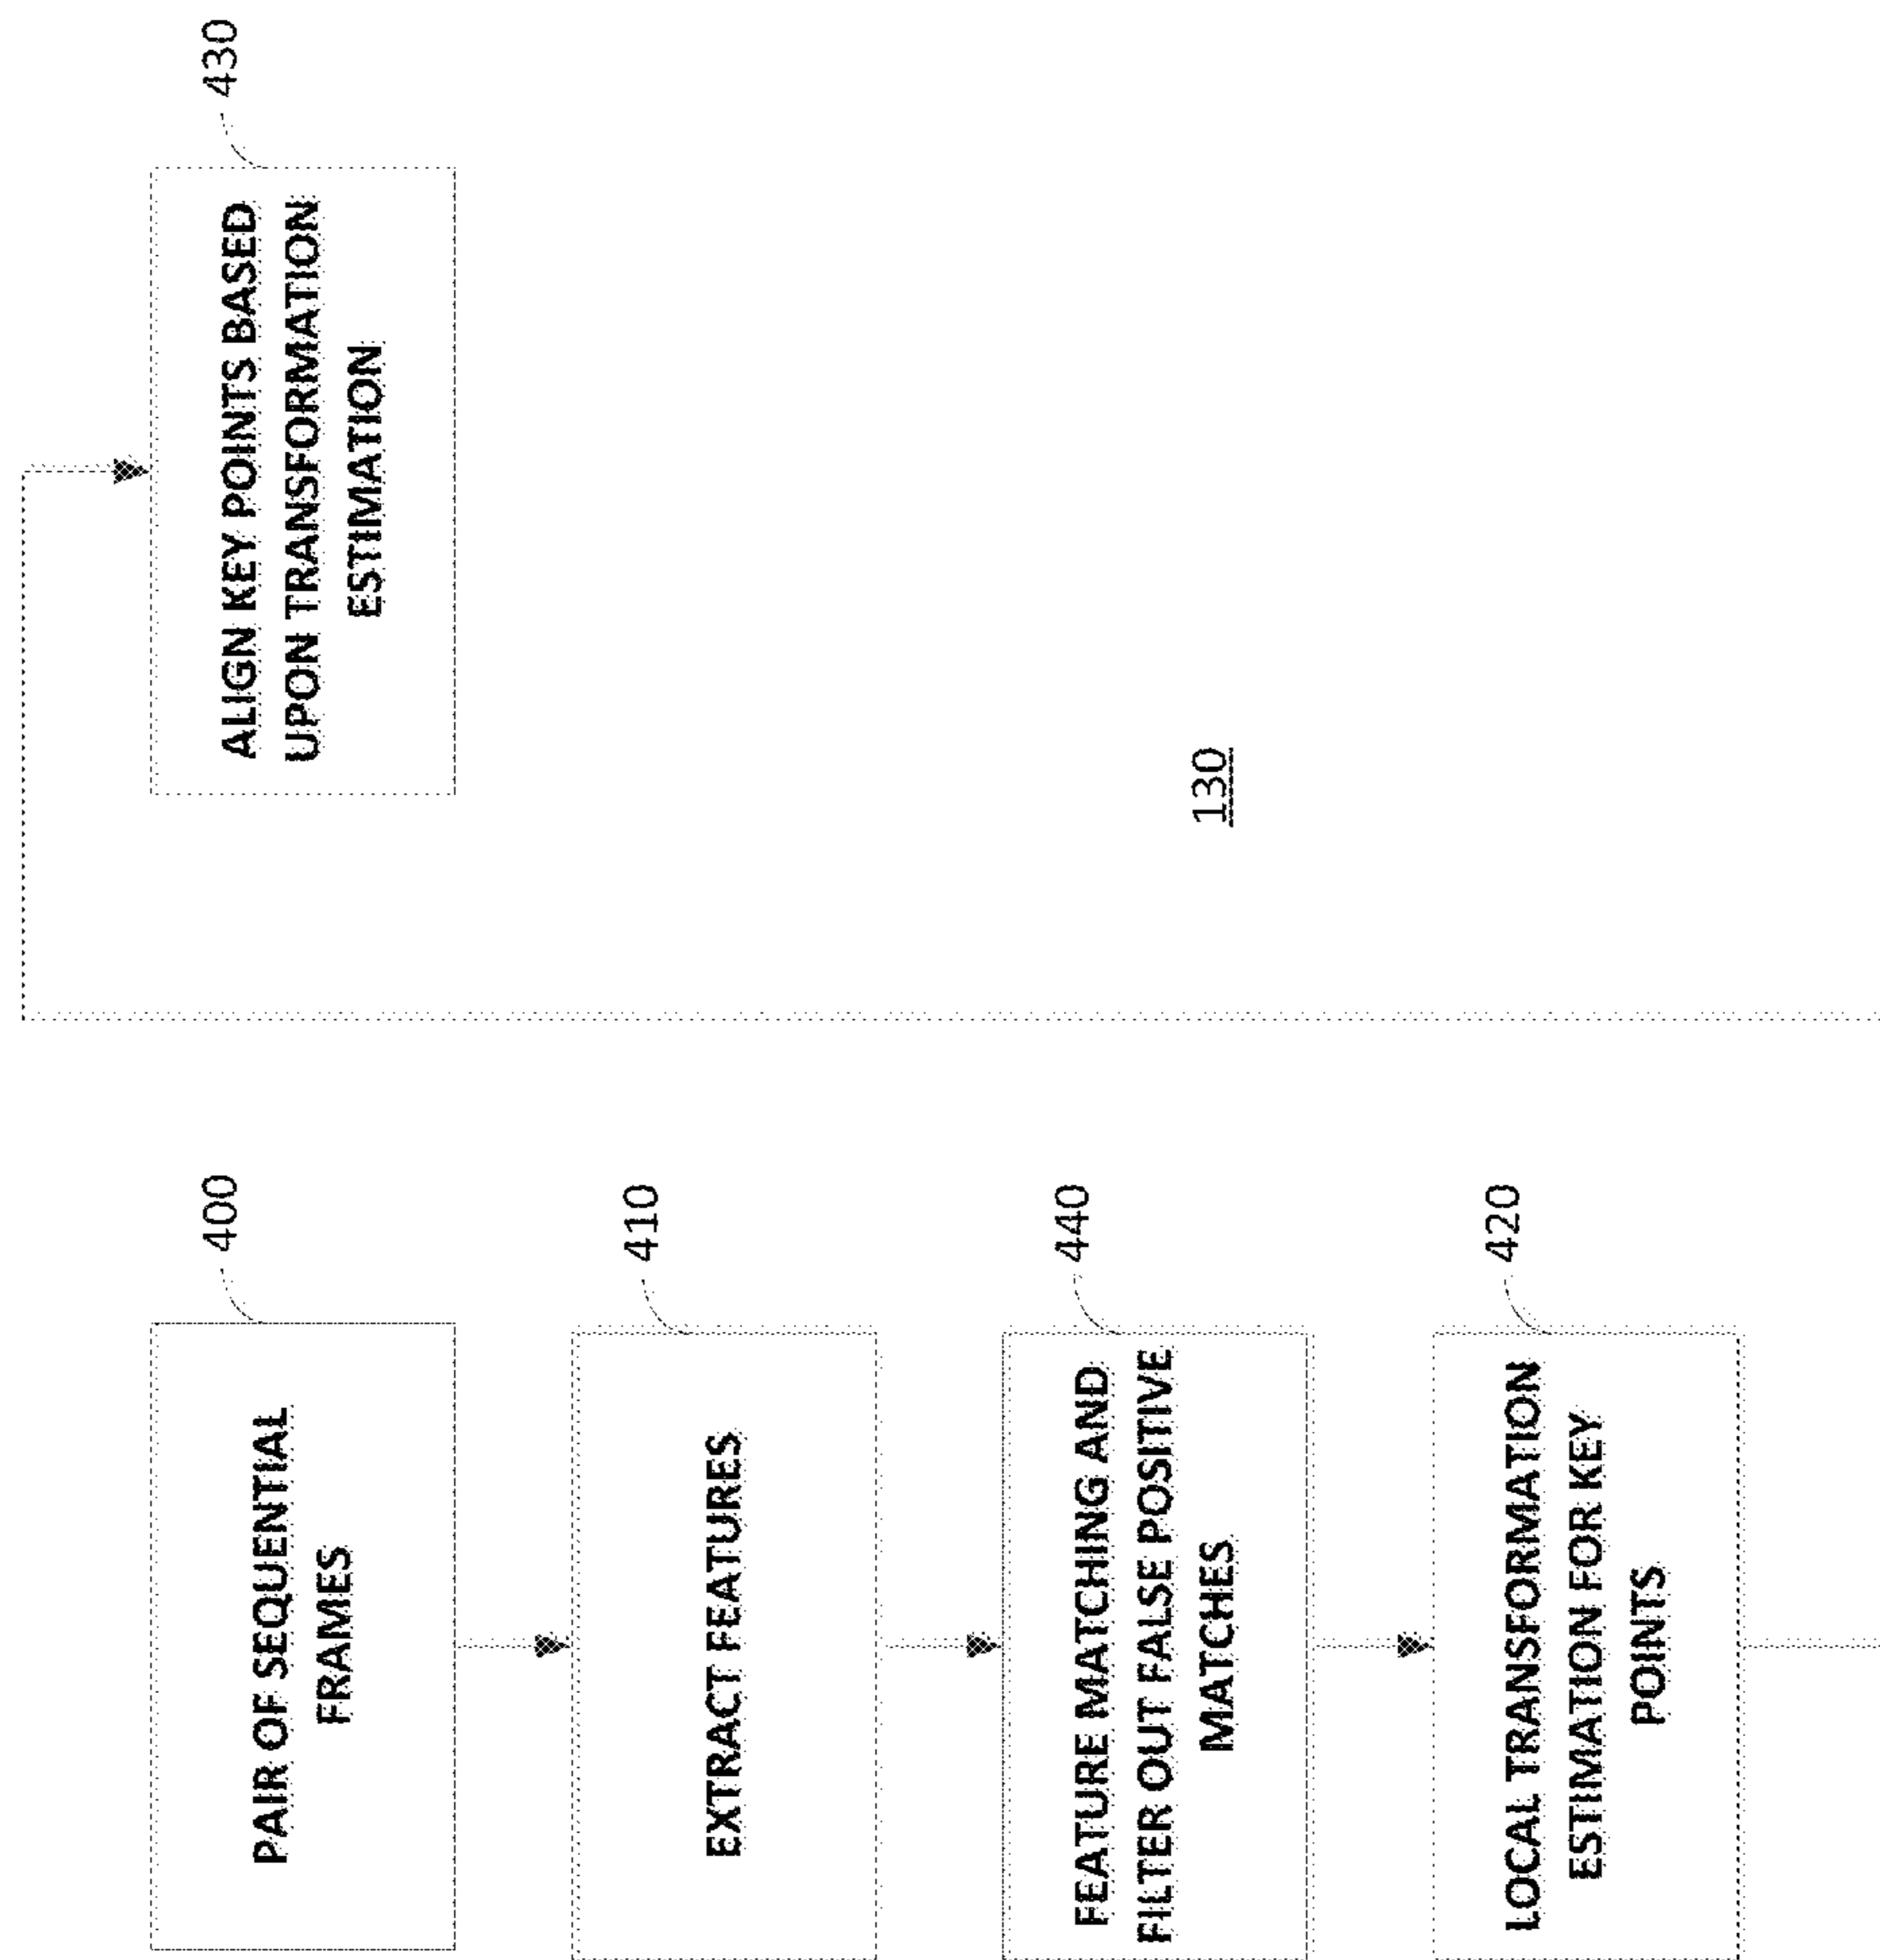 400
PAIR OF SEQUENTIAL
FRAMES
410
EXTRACT FEATURES
440
FEATURE MATCHING AND
FILTER OUT FALSE POSITIVE
MATCHES
420
LOCAL TRANSFORMATION
ESTIMATION FOR KEY
POINTS
430
ALIGN KEY POINTS BASED
UPON TRANSFORMATION
ESTIMATION
130